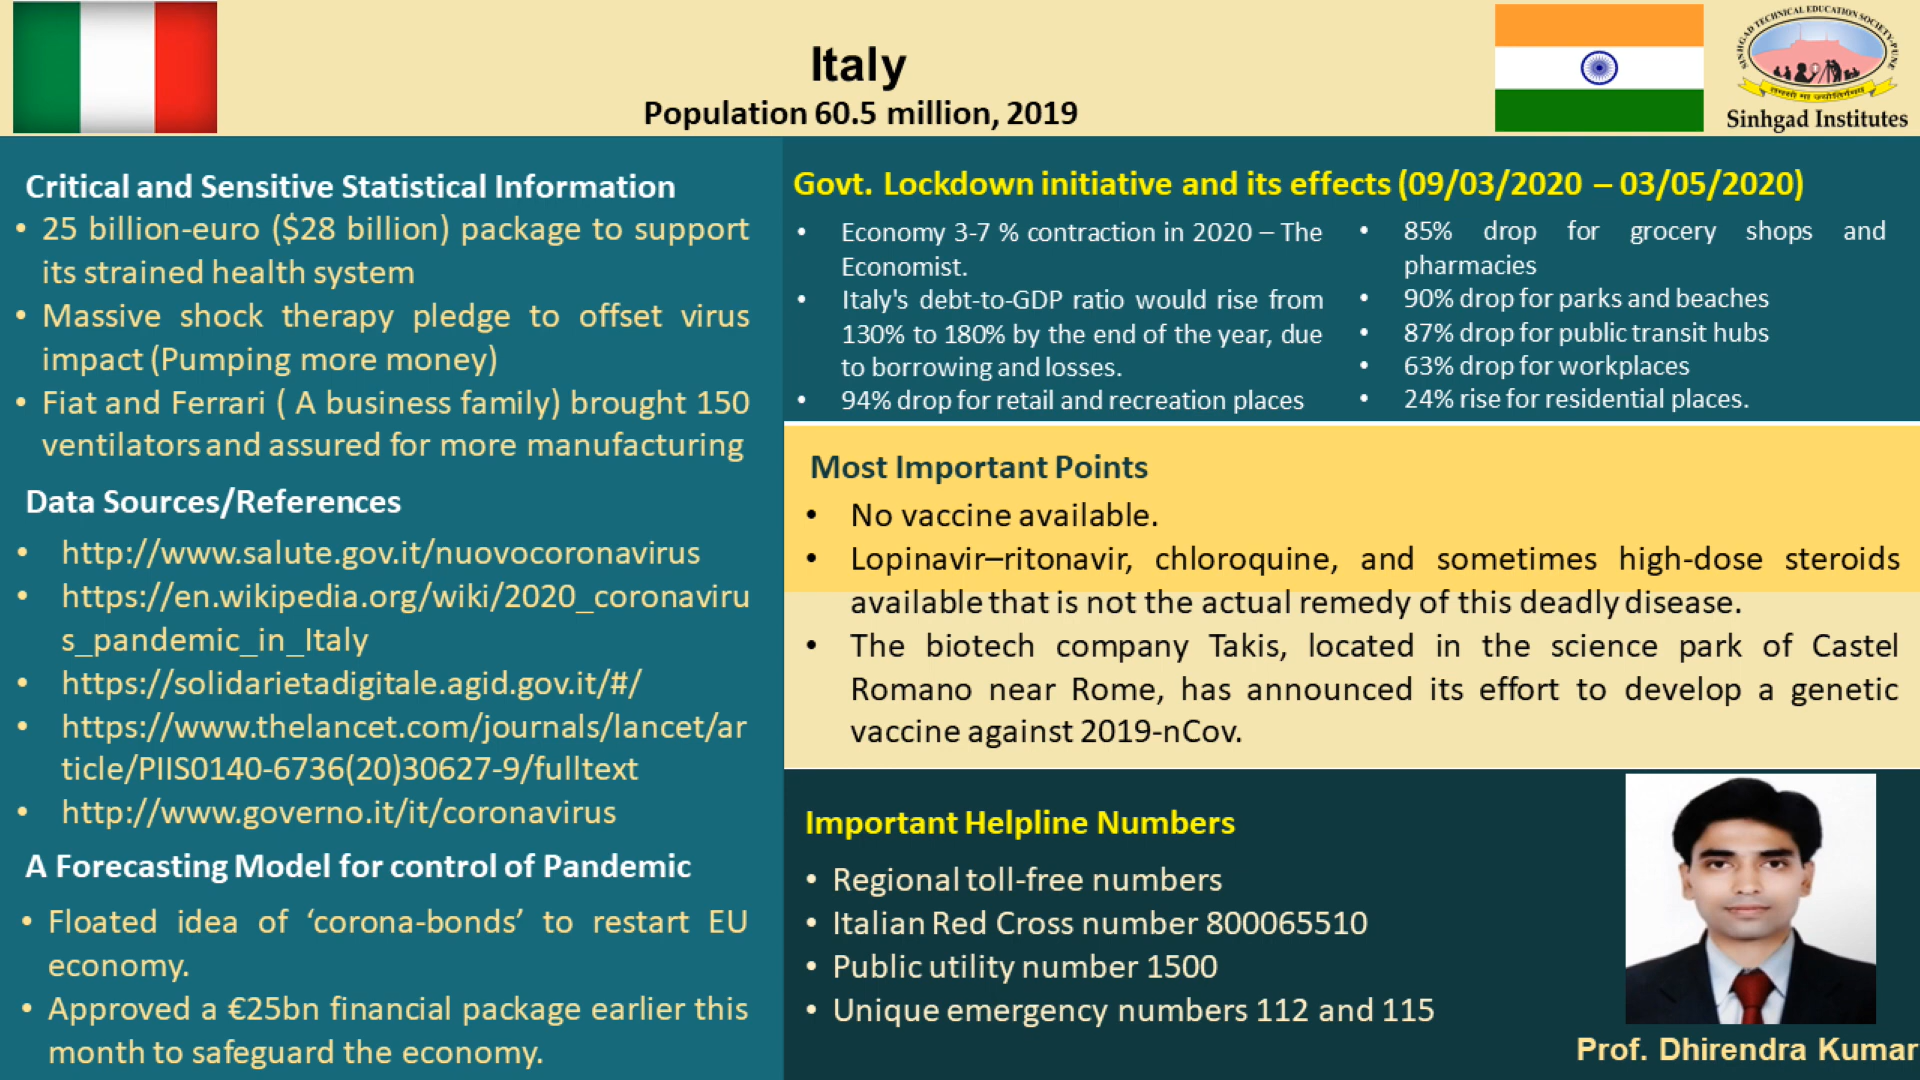 Italy
Population 60.5 million, 2019
SINHGAD TECHNICAL EDUCATION SOCIETY-PUNE
Sinhgad Institutes
Critical and Sensitive Statistical Information
• 25 billion-euro ($28 billion) package to support
its strained health system
• Massive shock therapy pledge to offset virus
impact (Pumping more money)
• Fiat and Ferrari ( A business family) brought 150
ventilators and assured for more manufacturing
Data Sources/References
• http://www.salute.gov.it/nuovocoronavirus
• https://en.wikipedia.org/wiki/2020_coronaviru
s_pandemic_in_Italy
• https://solidarietadigitale.agid.gov.it/#/
• https://www.thelancet.com/journals/lancet/ar
ticle/PIIS0140-6736(20)30627-9/fulltext
• http://www.governo.it/it/coronavirus
A Forecasting Model for control of Pandemic
• Floated idea of ‘corona-bonds’ to restart EU
economy.
• Approved a €25bn financial package earlier this
month to safeguard the economy.
Govt. Lockdown initiative and its effects (09/03/2020 – 03/05/2020)
• Economy 3-7 % contraction in 2020 – The
Economist.
• Italy's debt-to-GDP ratio would rise from
130% to 180% by the end of the year, due
to borrowing and losses.
• 94% drop for retail and recreation places
• 85% drop for grocery shops and
pharmacies
• 90% drop for parks and beaches
• 87% drop for public transit hubs
• 63% drop for workplaces
• 24% rise for residential places.
Most Important Points
• No vaccine available.
• Lopinavir–ritonavir, chloroquine, and sometimes high-dose steroids
available that is not the actual remedy of this deadly disease.
• The biotech company Takis, located in the science park of Castel
Romano near Rome, has announced its effort to develop a genetic
vaccine against 2019-nCov.
Important Helpline Numbers
• Regional toll-free numbers
• Italian Red Cross number 800065510
• Public utility number 1500
• Unique emergency numbers 112 and 115
Prof. Dhirendra Kumar